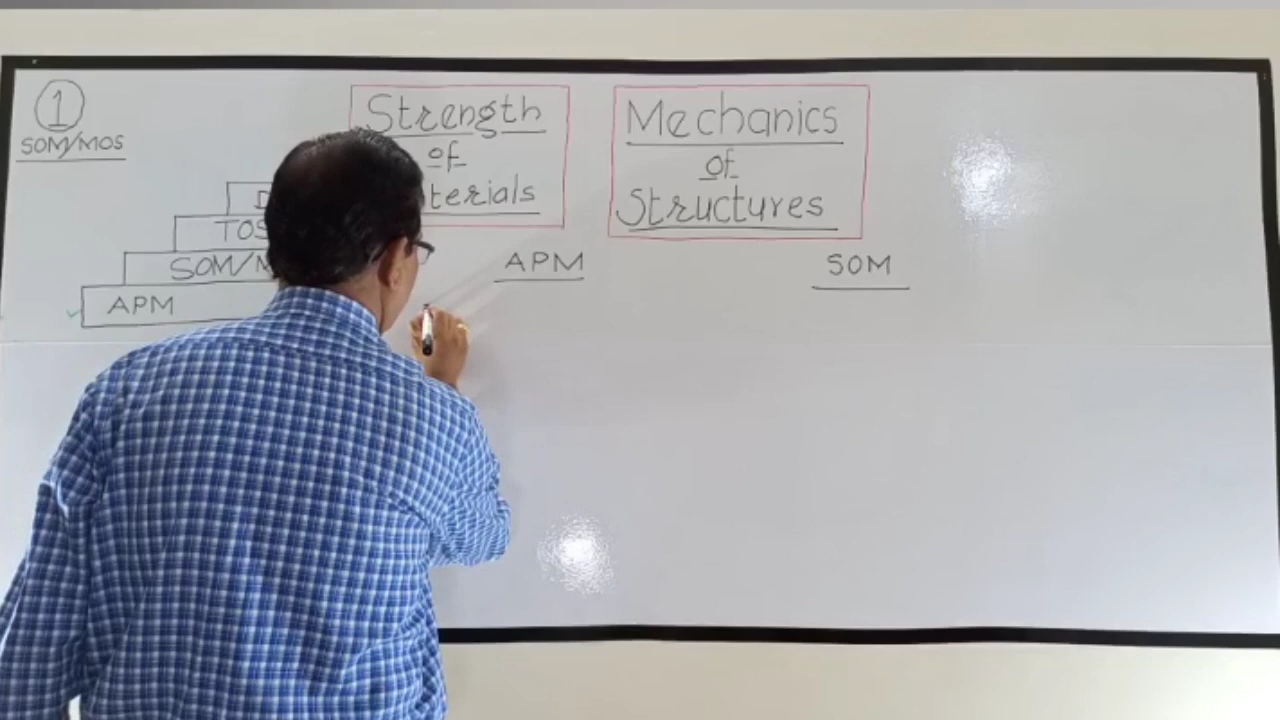 1
SOM/MOS
Strength
of
Mechanics
of
Structures
TOS
SOM/M
APM
APM
SOM